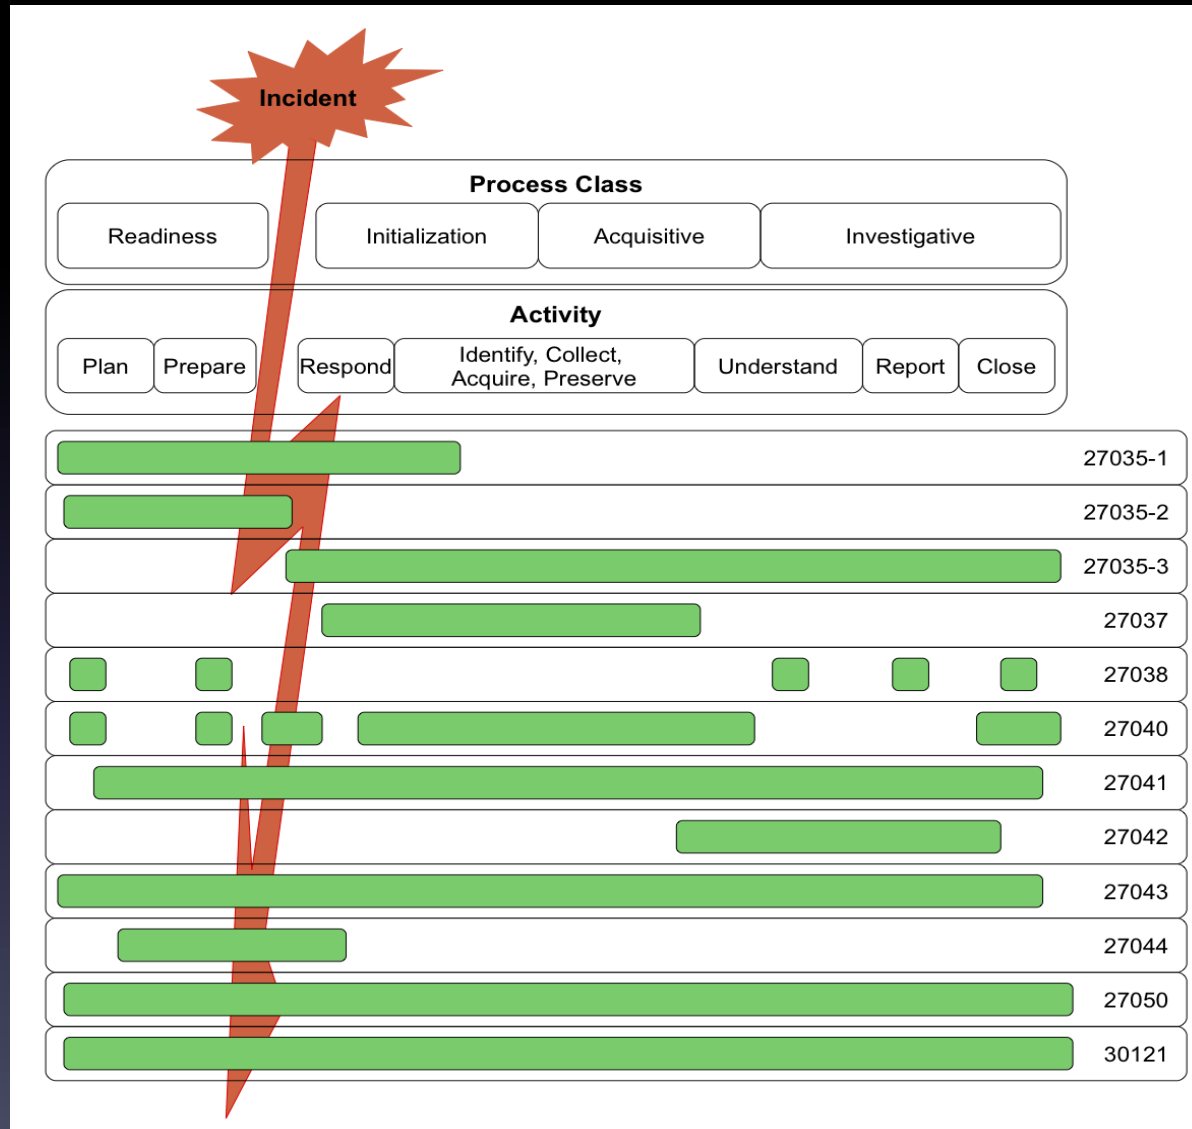 Incident
Process Class
Readiness
Initialization
Acquisitive
Investigative
Activity
Plan
Prepare
Respond
Identify, Collect,
Acquire, Preserve
Understand
Report
Close
27035-1
27035-2
27035-3
27037
27038
27040
27041
27042
27043
27044
27050
30121